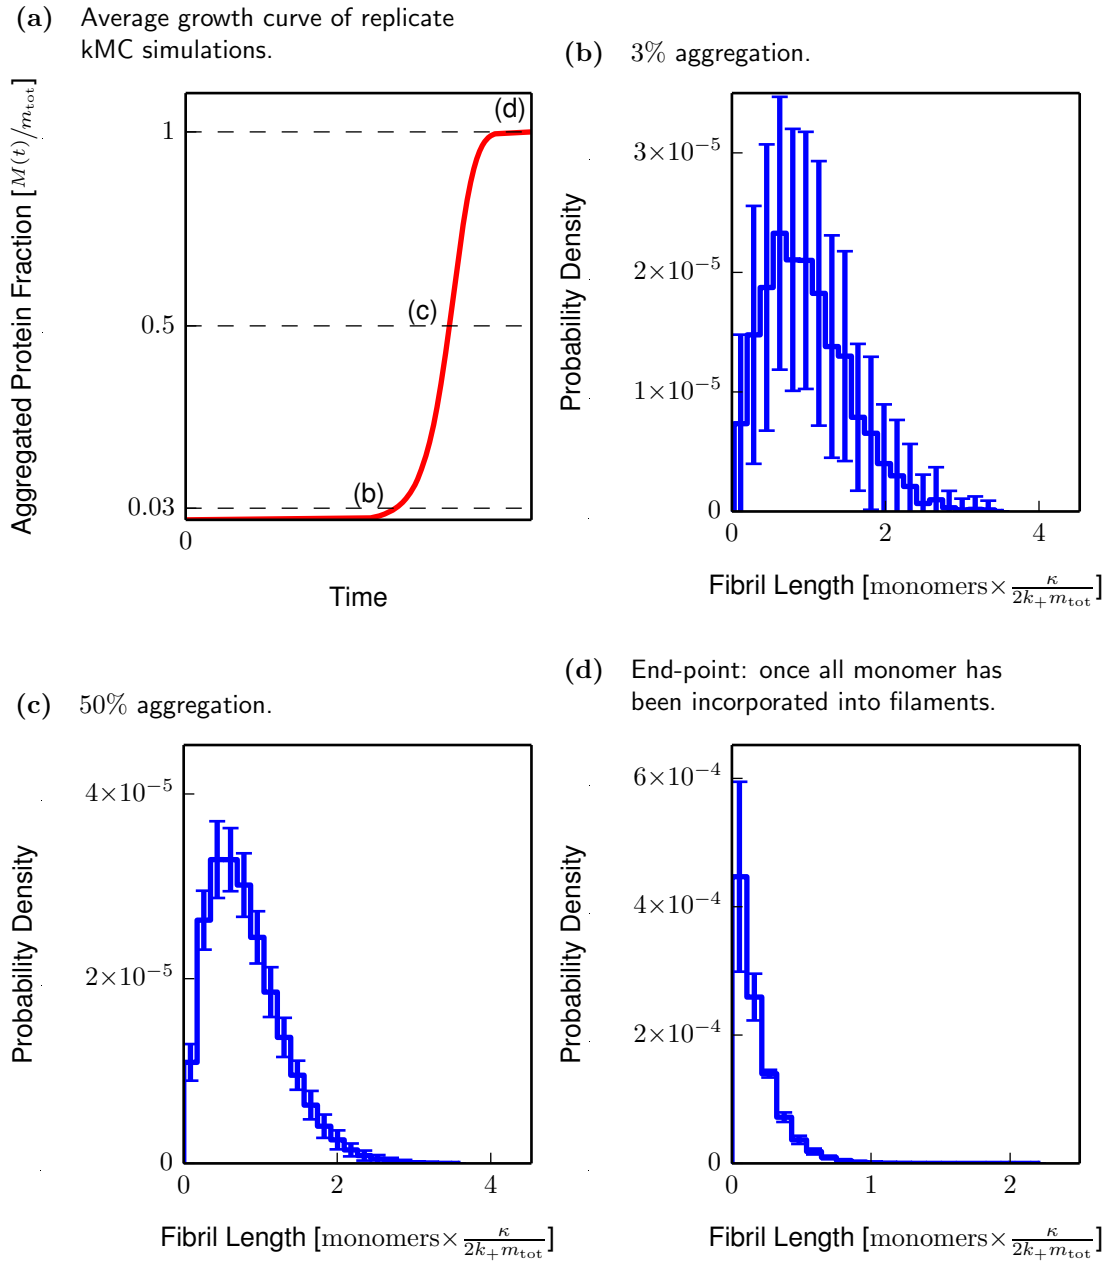 (a) Average growth curve of replicate
kMC simulations.
Aggregated Protein Fraction [M(t)/m_tot]
1
0.5
0.03
0
(b)
(c)
(d)
Time
(b) 3% aggregation.
Probability Density
3×10⁻⁵
2×10⁻⁵
1×10⁻⁵
0
0 2 4
Fibril Length [monomers× κ/2k₊m_tot]
(c) 50% aggregation.
Probability Density
4×10⁻⁵
2×10⁻⁵
0
0 2 4
Fibril Length [monomers× κ/2k₊m_tot]
(d) End-point: once all monomer has
been incorporated into filaments.
Probability Density
6×10⁻⁴
4×10⁻⁴
2×10⁻⁴
0
0 1 2
Fibril Length [monomers× κ/2k₊m_tot]